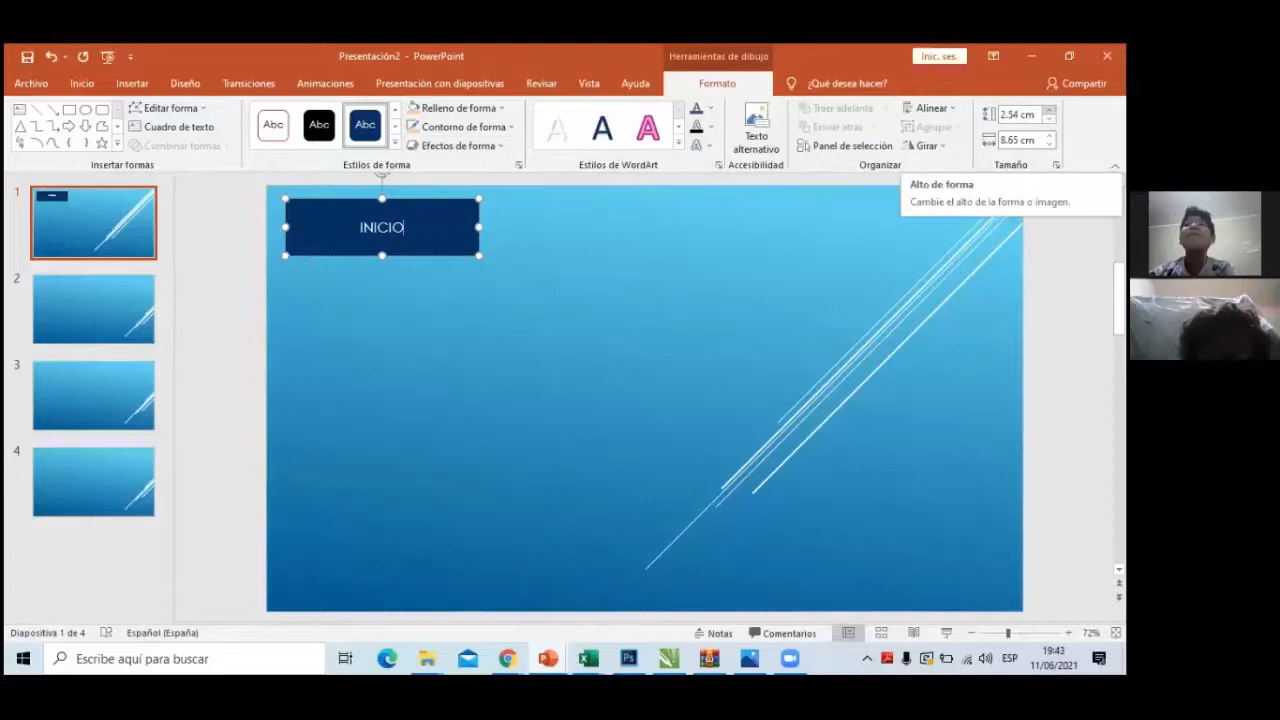 Presentación2 - PowerPoint
Herramientas de dibujo
Inic. ses.
Archivo Inicio Insertar Diseño Transiciones Animaciones Presentación con diapositivas Revisar Vista Ayuda Formato ¿Qué desea hacer? Compartir
Editar forma
Cuadro de texto
Combinar formas
Insertar formas
Abc Abc Abc
Relleno de forma
Contorno de forma
Efectos de forma
Estilos de forma
A A A
A
A
A
Estilos de WordArt
Texto
alternativo
Accesibilidad
Traer adelante
Enviar atrás
Panel de selección
Alinear
Agrupar
Girar
Organizar
2.54 cm
8.65 cm
Tamaño
Alto de forma
Cambie el alto de la forma o imagen.
1
2
3
4
INICIO
Diapositiva 1 de 4 Español (España) Notas Comentarios 72%
Escribe aquí para buscar
ESP
19:43
11/06/2021